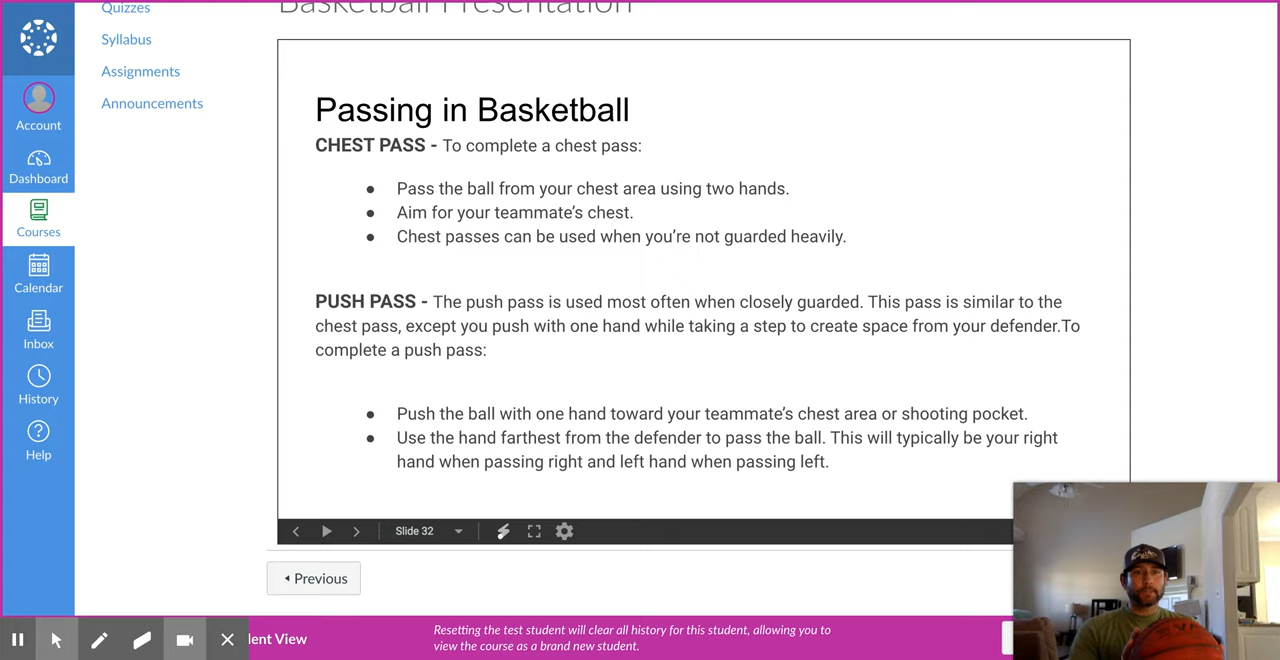 Quizzes
Basketball Presentation
Syllabus
Assignments
Announcements
Account
Dashboard
Courses
Calendar
Inbox
History
Help
Passing in Basketball
CHEST PASS - To complete a chest pass:
● Pass the ball from your chest area using two hands.
● Aim for your teammate’s chest.
● Chest passes can be used when you’re not guarded heavily.
PUSH PASS - The push pass is used most often when closely guarded. This pass is similar to the
chest pass, except you push with one hand while taking a step to create space from your defender.To
complete a push pass:
● Push the ball with one hand toward your teammate’s chest area or shooting pocket.
● Use the hand farthest from the defender to pass the ball. This will typically be your right
hand when passing right and left hand when passing left.
Slide 32
Previous
dent View
Resetting the test student will clear all history for this student, allowing you to
view the course as a brand new student.